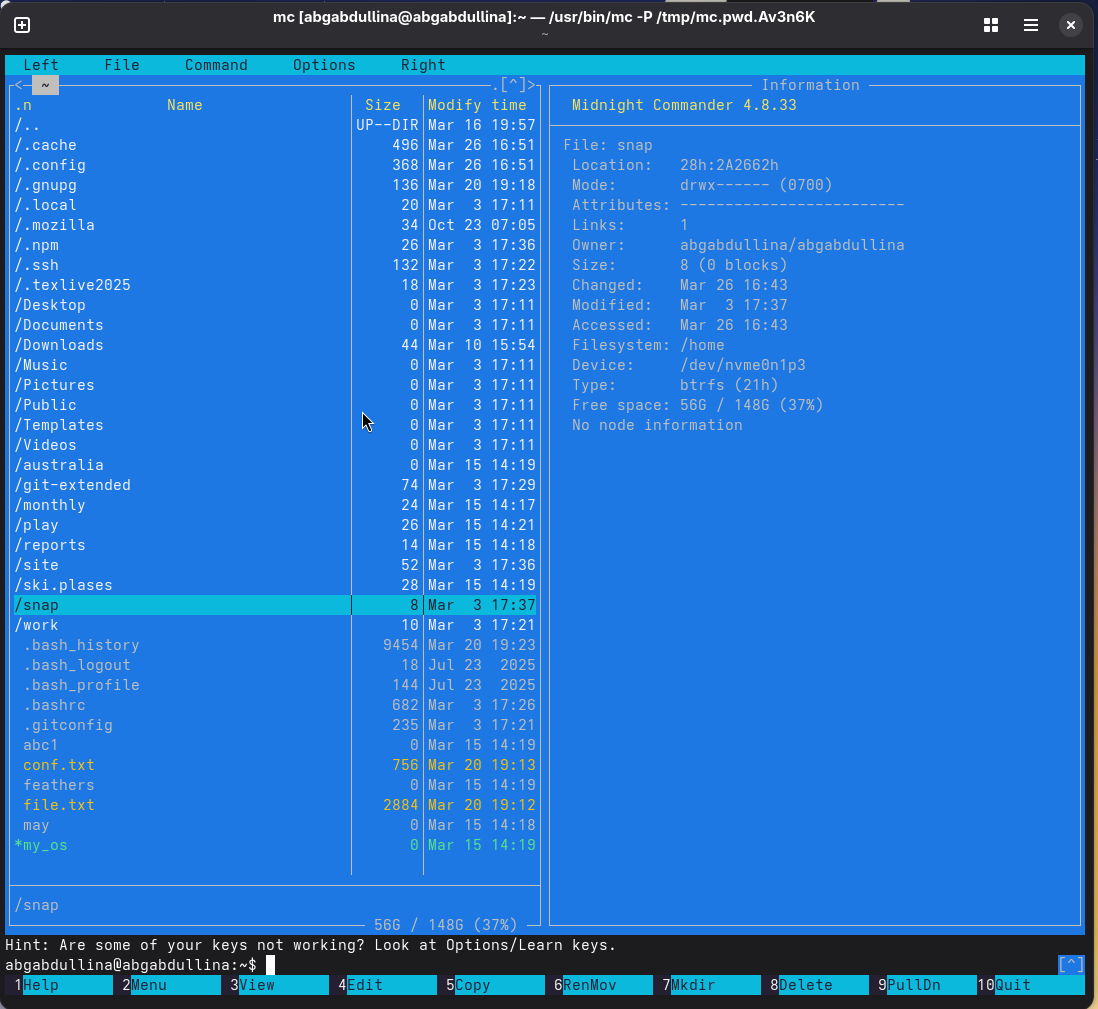 mc [abgabdullina@abgabdullina]:~ — /usr/bin/mc -P /tmp/mc.pwd.Av3n6K
~
Left File Command Options Right
<─ ~ .[^]>
.n Name Size Modify time
/.. UP--DIR Mar 16 19:57
/.cache 496 Mar 26 16:51
/.config 368 Mar 26 16:51
/.gnupg 136 Mar 20 19:18
/.local 20 Mar 3 17:11
/.mozilla 34 Oct 23 07:05
/.npm 26 Mar 3 17:36
/.ssh 132 Mar 3 17:22
/.texlive2025 18 Mar 3 17:23
/Desktop 0 Mar 3 17:11
/Documents 0 Mar 3 17:11
/Downloads 44 Mar 10 15:54
/Music 0 Mar 3 17:11
/Pictures 0 Mar 3 17:11
/Public 0 Mar 3 17:11
/Templates 0 Mar 3 17:11
/Videos 0 Mar 3 17:11
/australia 0 Mar 15 14:19
/git-extended 74 Mar 3 17:29
/monthly 24 Mar 15 14:17
/play 26 Mar 15 14:21
/reports 14 Mar 15 14:18
/site 52 Mar 3 17:36
/ski.plases 28 Mar 15 14:19
/snap 8 Mar 3 17:37
/work 10 Mar 3 17:21
.bash_history 9454 Mar 20 19:23
.bash_logout 18 Jul 23 2025
.bash_profile 144 Jul 23 2025
.bashrc 682 Mar 3 17:26
.gitconfig 235 Mar 3 17:21
abc1 0 Mar 15 14:19
conf.txt 756 Mar 20 19:13
feathers 0 Mar 15 14:19
file.txt 2884 Mar 20 19:12
may 0 Mar 15 14:18
*my_os 0 Mar 15 14:19
/snap
56G / 148G (37%)
Information
Midnight Commander 4.8.33
File: snap
Location: 28h:2A2662h
Mode: drwx------ (0700)
Attributes: -------------------------
Links: 1
Owner: abgabdullina/abgabdullina
Size: 8 (0 blocks)
Changed: Mar 26 16:43
Modified: Mar 3 17:37
Accessed: Mar 26 16:43
Filesystem: /home
Device: /dev/nvme0n1p3
Type: btrfs (21h)
Free space: 56G / 148G (37%)
No node information
Hint: Are some of your keys not working? Look at Options/Learn keys.
abgabdullina@abgabdullina:~$ [^]
1Help 2Menu 3View 4Edit 5Copy 6RenMov 7Mkdir 8Delete 9PullDn 10Quit